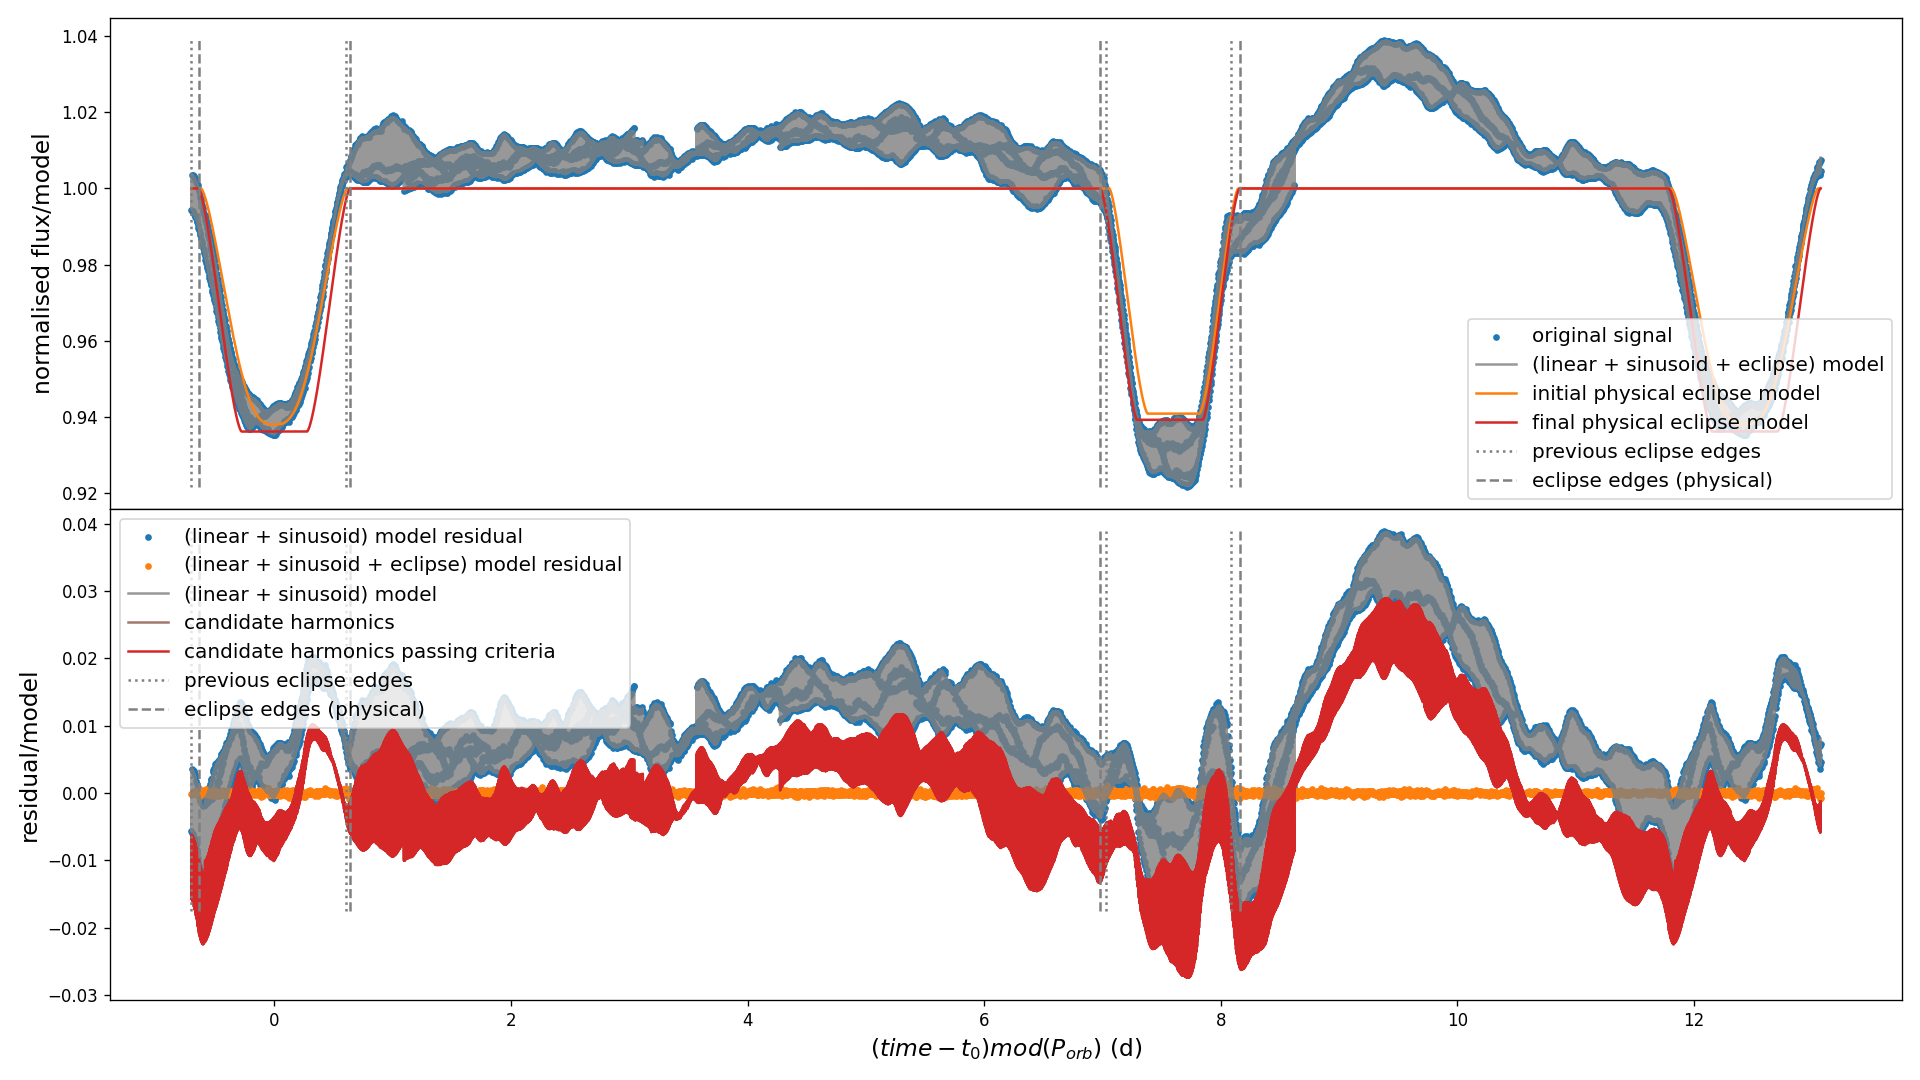 1.04
1.02
1.00
0.98
0.96
0.94
0.92
normalised flux/model
original signal
(linear + sinusoid + eclipse) model
initial physical eclipse model
final physical eclipse model
previous eclipse edges
eclipse edges (physical)
0.04
0.03
0.02
0.01
0.00
−0.01
−0.02
−0.03
residual/model
(linear + sinusoid) model residual
(linear + sinusoid + eclipse) model residual
(linear + sinusoid) model
candidate harmonics
candidate harmonics passing criteria
previous eclipse edges
eclipse edges (physical)
0 2 4 6 8 10 12
(time − t₀)mod(P_orb) (d)